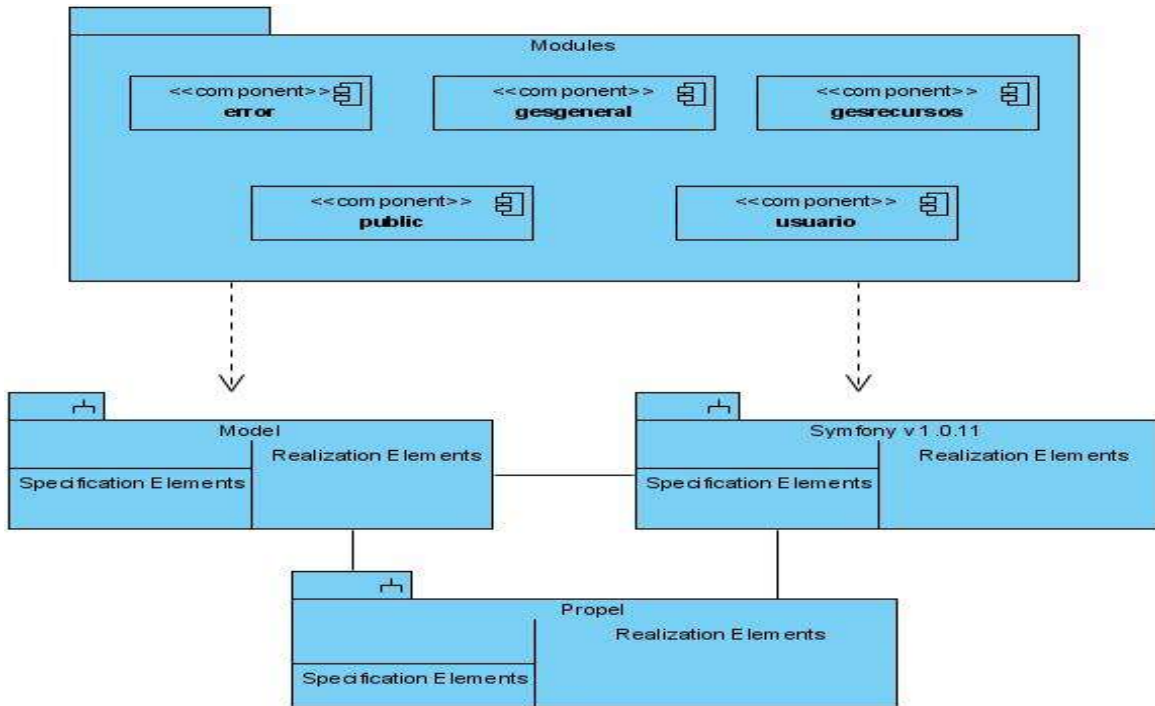 Modules
<<component>>
error
<<component>>
gesgeneral
<<component>>
gesrecursos
<<component>>
public
<<component>>
usuario
Model
Realization Elements
Specification Elements
Symfony v1.0.11
Realization Elements
Specification Elements
Propel
Realization Elements
Specification Elements